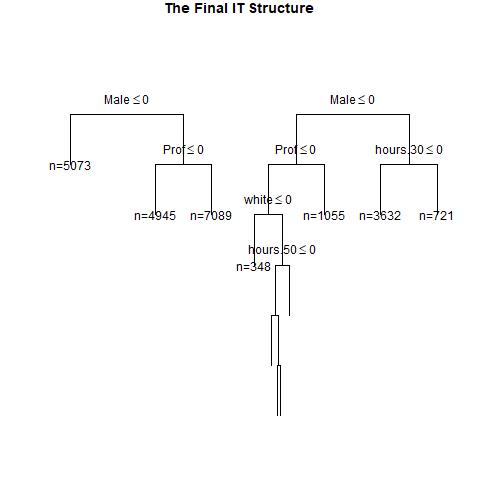 The Final IT Structure
Male ≤ 0
Male ≤ 0
n=5073
Prof ≤ 0
Prof ≤ 0
hours.30 ≤ 0
n=4945
n=7089
white ≤ 0
n=1055
n=3632
n=721
n=348
hours.50 ≤ 0